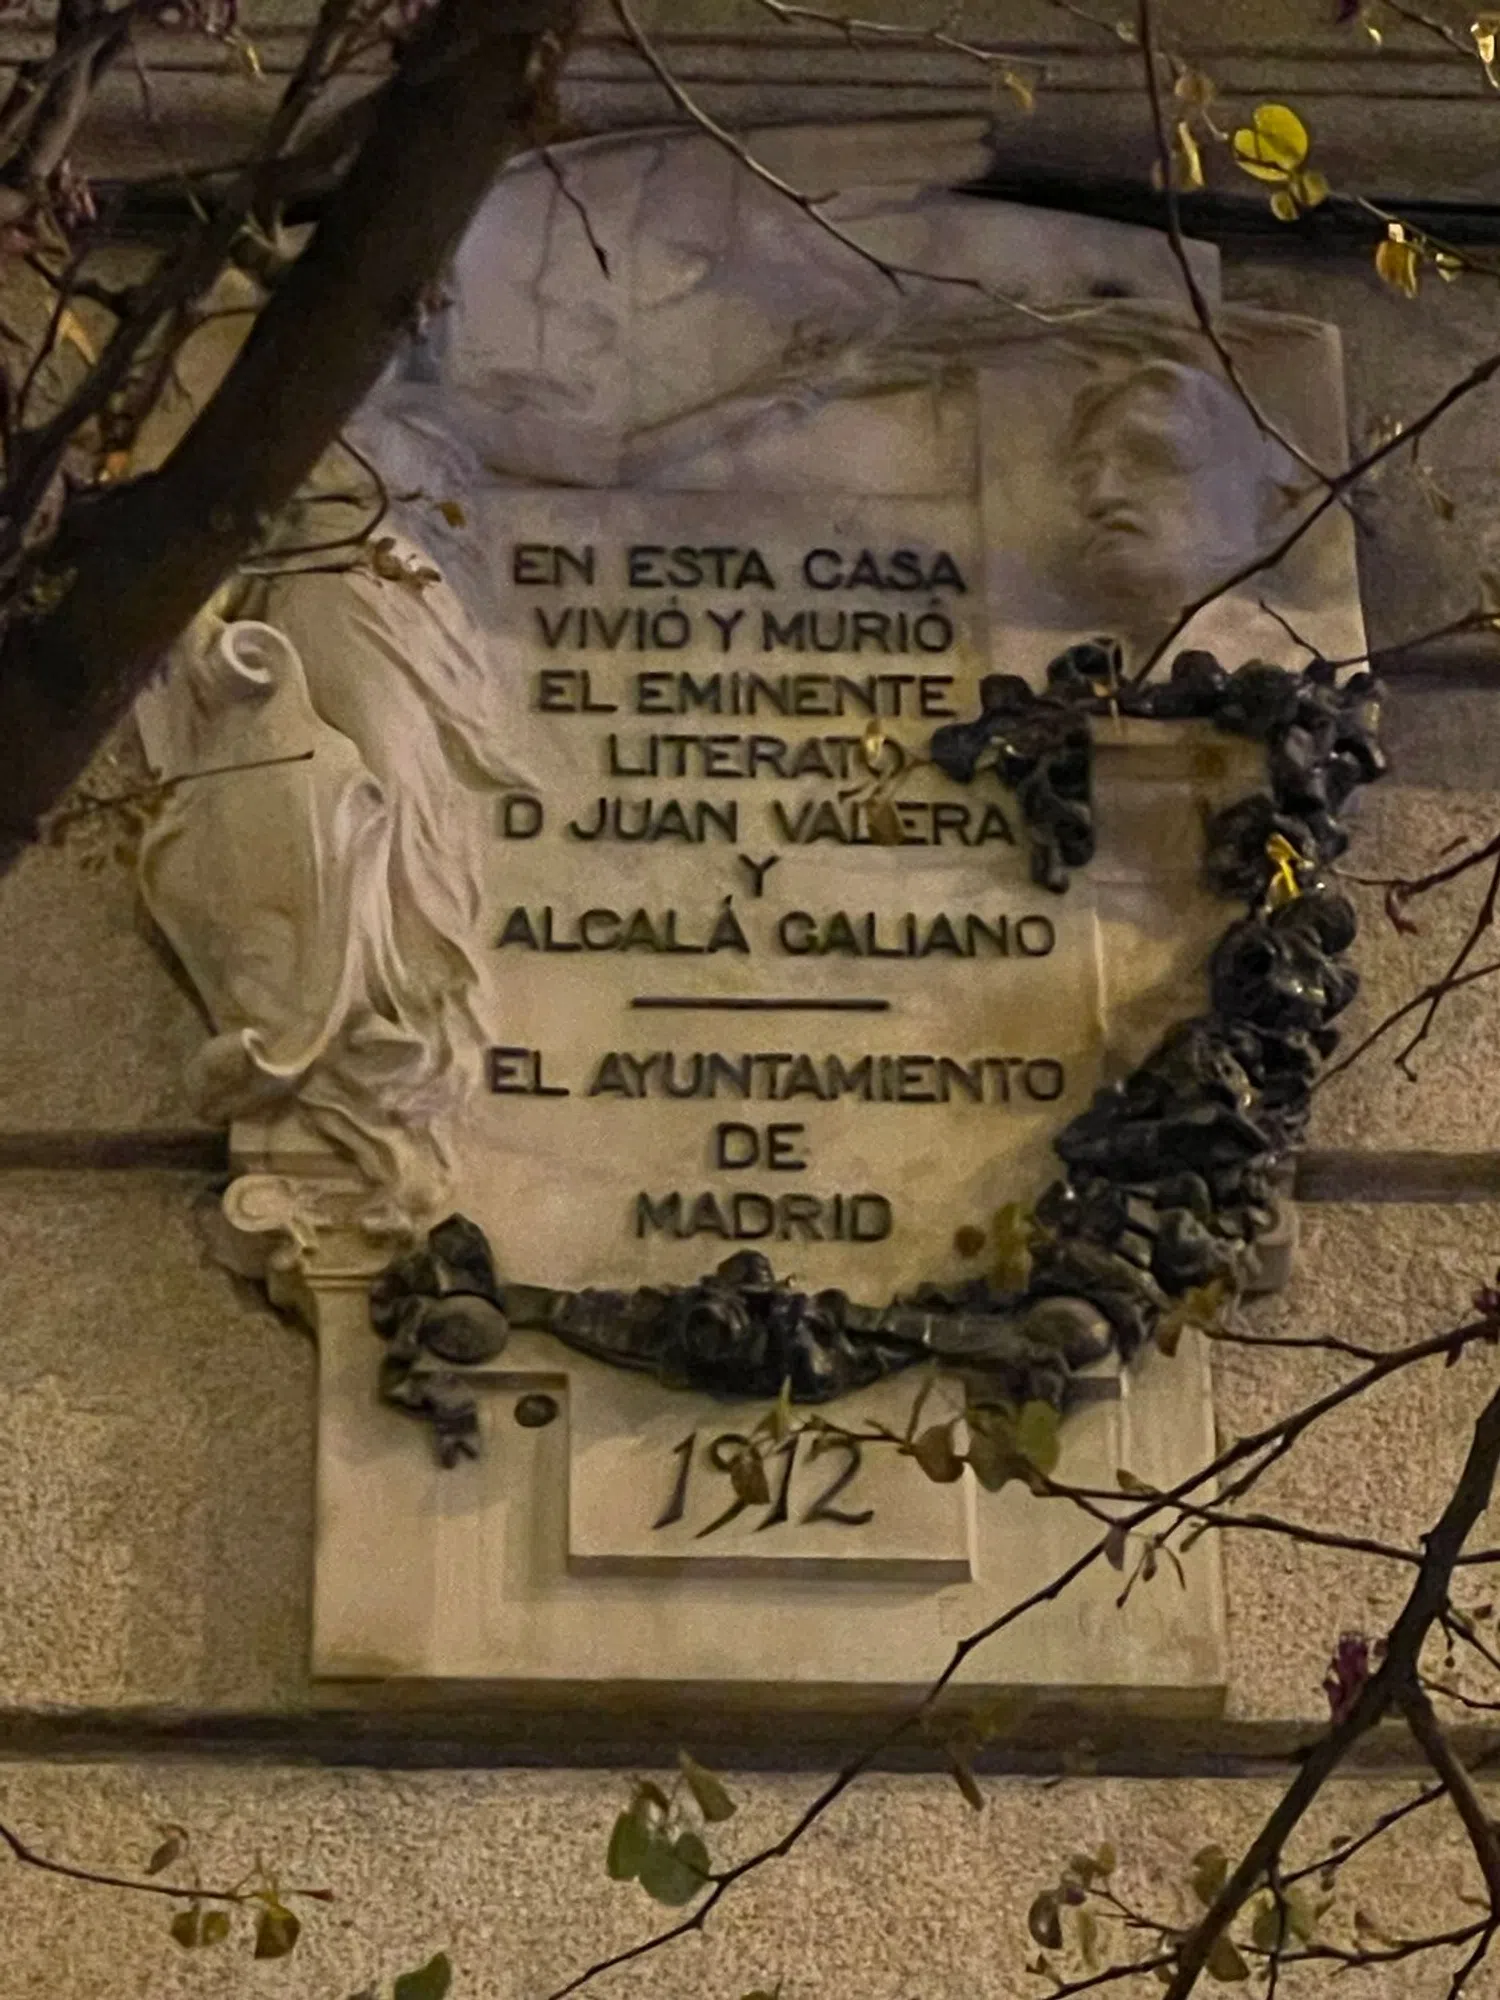 EN ESTA CASA
VIVIÓ Y MURIÓ
EL EMINENTE
LITERATO
D JUAN VALERA
Y
ALCALÁ GALIANO
EL AYUNTAMIENTO
DE
MADRID
1912